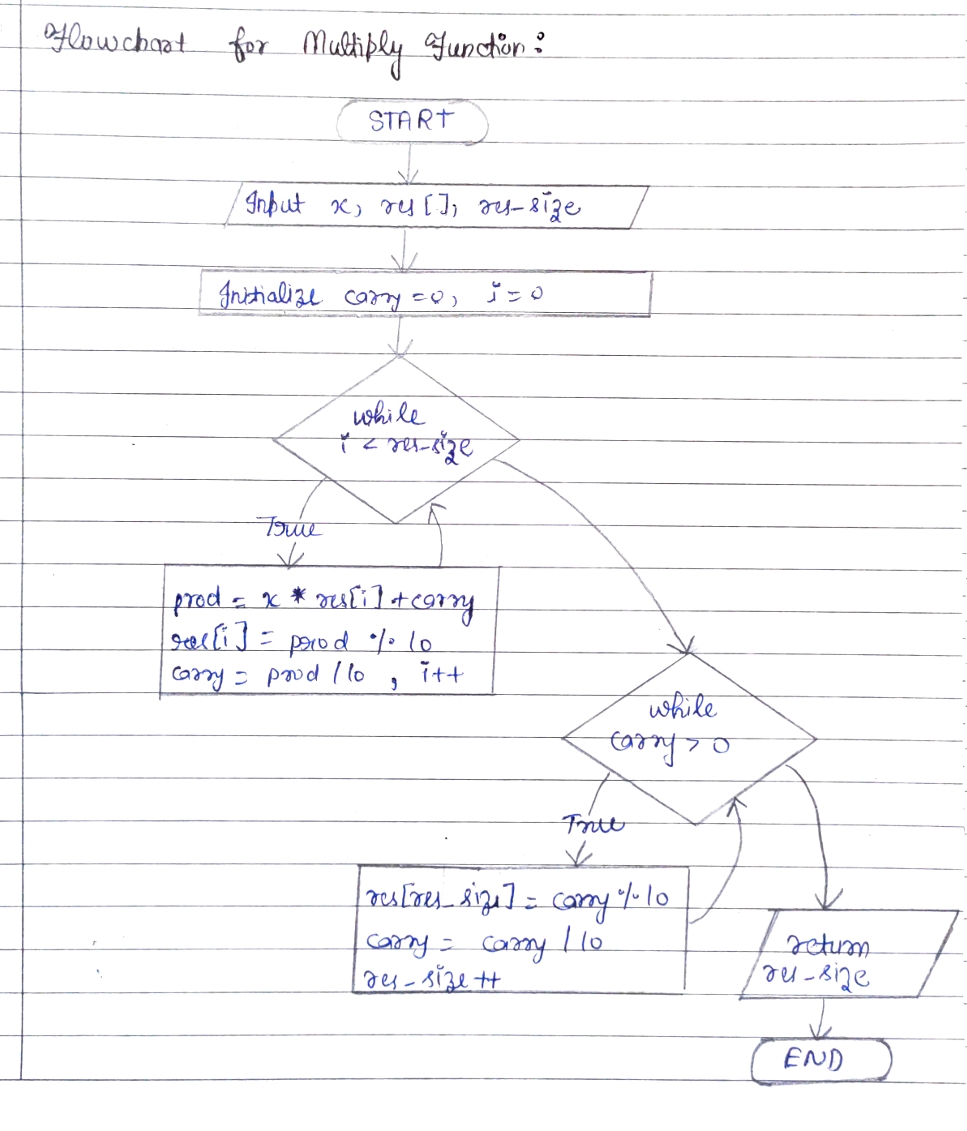 Flowchart for Multiply Function:
START
Input x, res[], res-size
Initialize carry=0, i=0
while
i < res-size
True
prod = x * res[i] + carry
res[i] = prod % 10
carry = prod / 10 , i++
while
carry > 0
True
res[res_size] = carry % 10
carry = carry / 10
res-size++
return
res-size
END